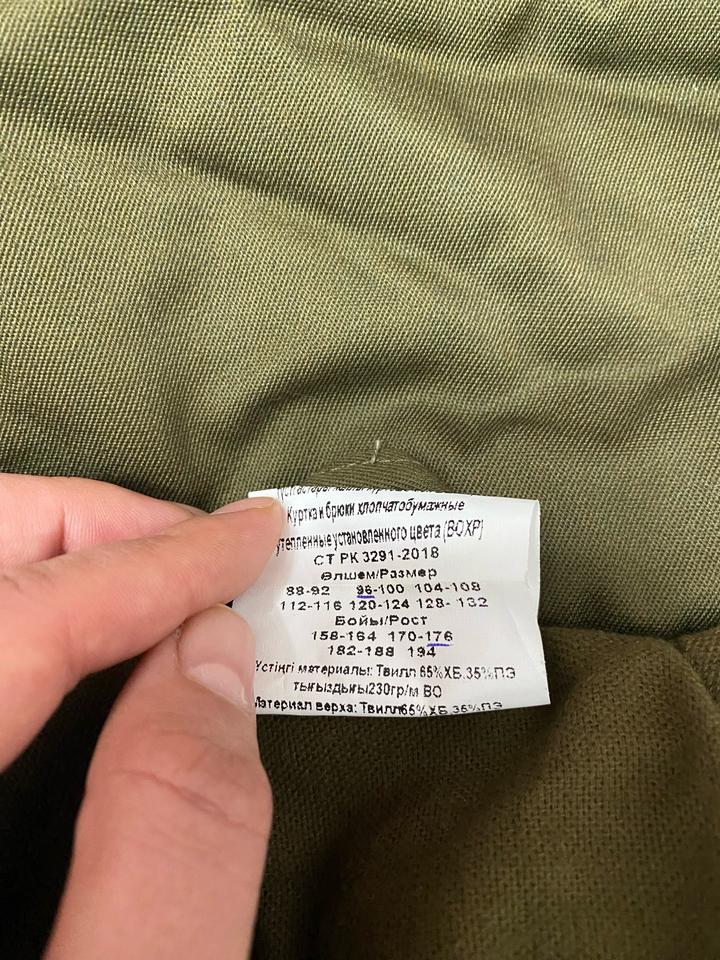 Куртка и брюки хлопчатобумажные
утепленные установленного цвета (ВОХР)
СТ РК 3291-2018
Өлшем/Размер
88-92 96-100 104-108
112-116 120-124 128- 132
Бойы/Рост
158-164 170-176
182-188 194
Үстіңгі материалы: Твилл 65%ХБ.35%ПЭ
тығыздығы230гр/м ВО
Материал верха: Твилл65%ХБ.35%ПЭ